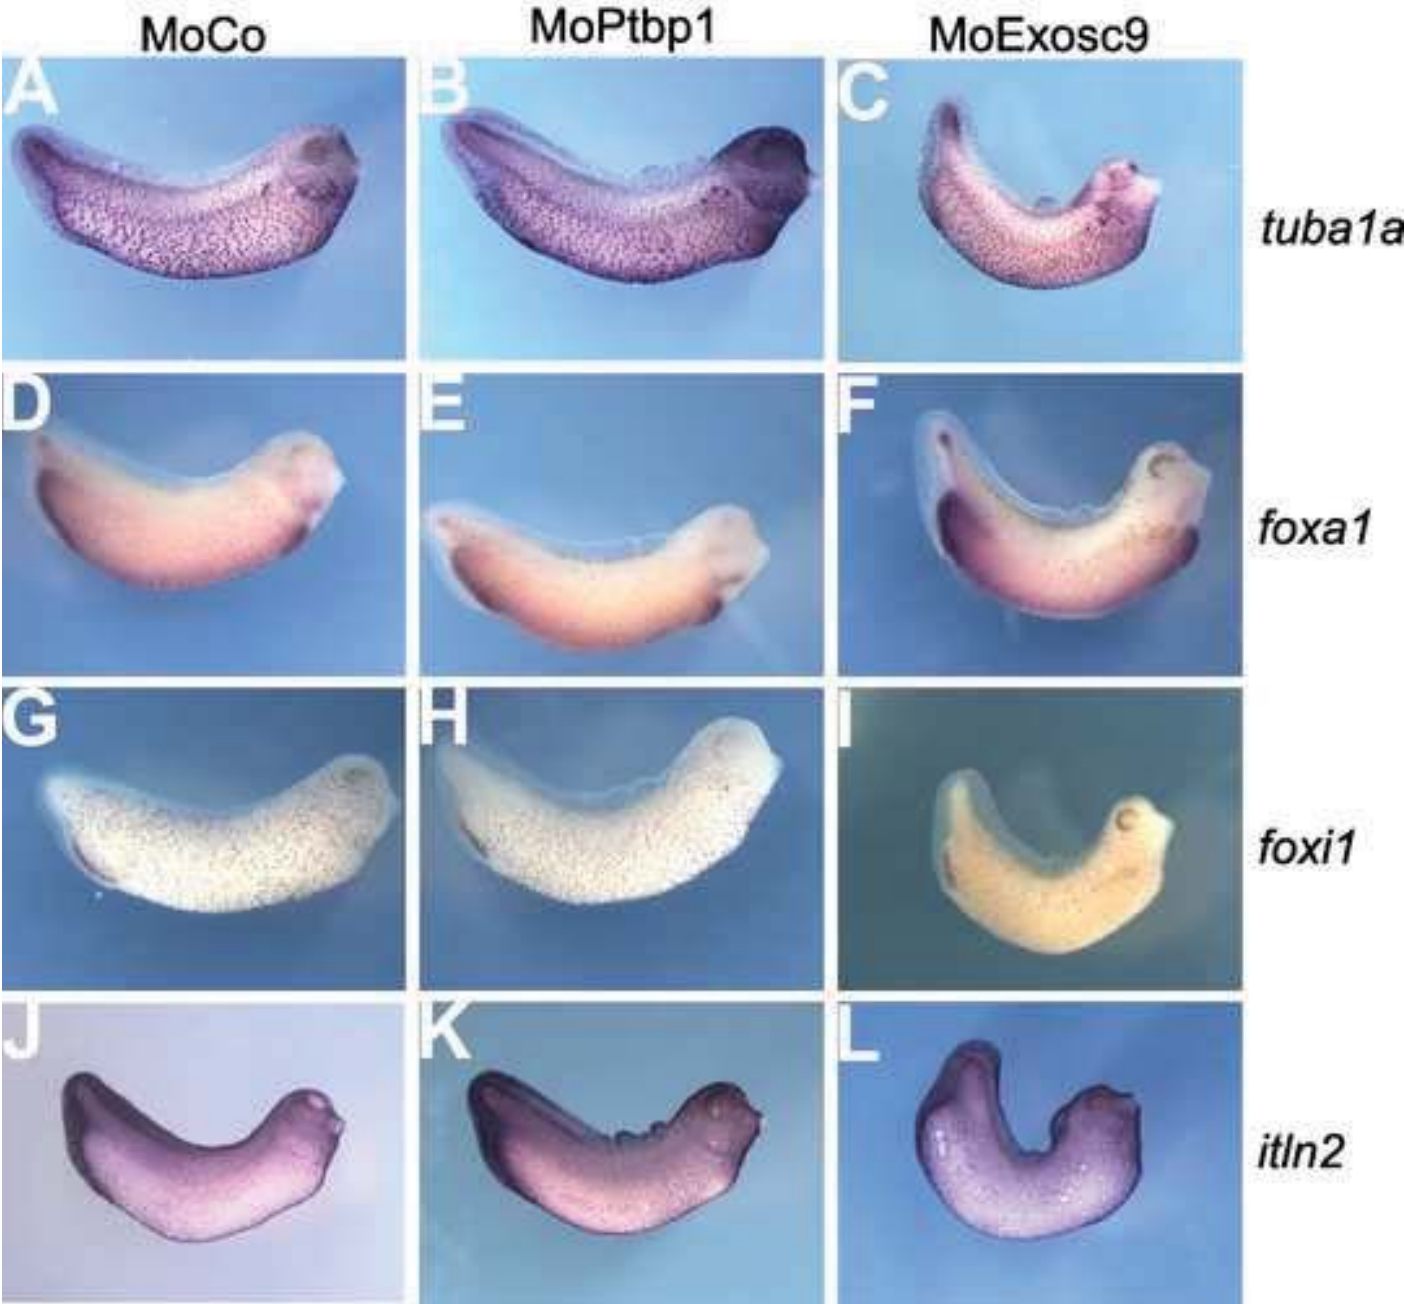 MoCo MoPtbp1 MoExosc9
A B C tuba1a
D E F foxa1
G H I foxi1
J K L itln2